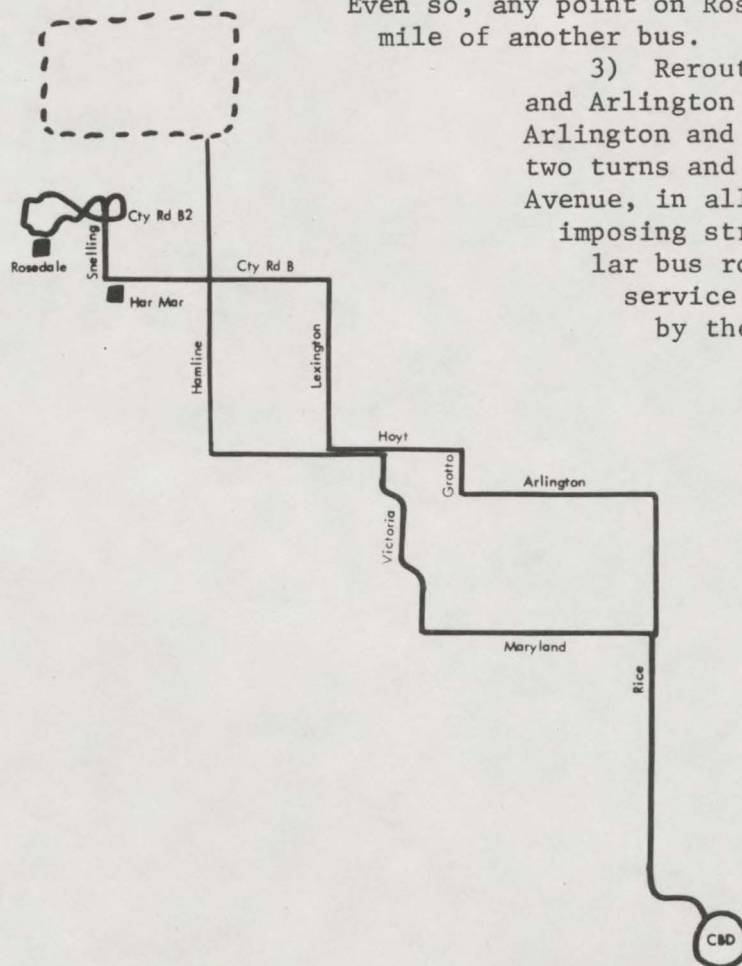 Even so, any point on Ros
mile of another bus.
3) Rerout
and Arlington
Arlington and
two turns and
Avenue, in all
imposing str
lar bus ro
service
by the
Cty Rd B2
Rosedale
Snelling
Cty Rd B
Har Mar
Hamline
Lexington
Hoyt
Grotto
Arlington
Victoria
Maryland
Rice
CBD